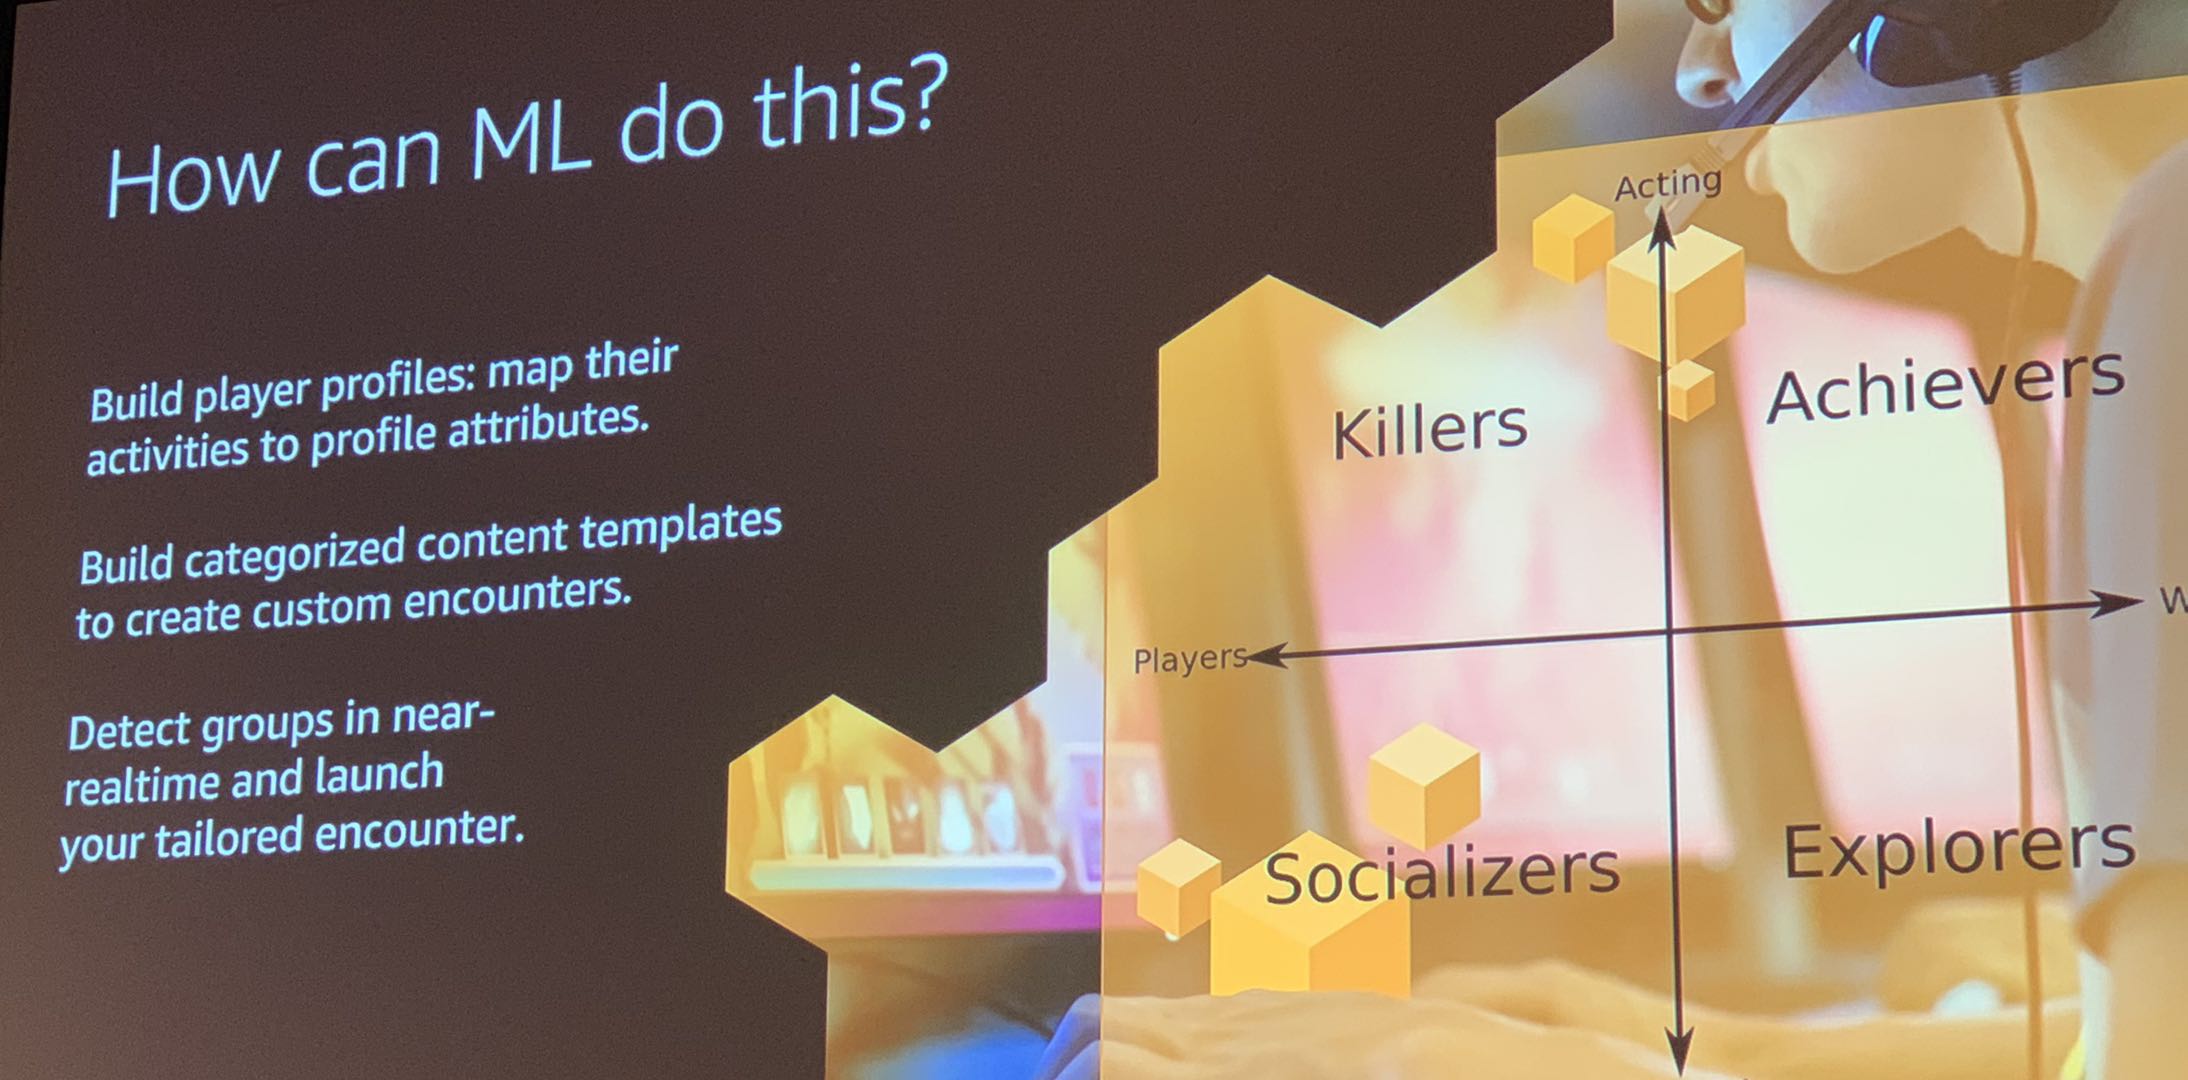 How can ML do this?
Build player profiles: map their
activities to profile attributes.
Build categorized content templates
to create custom encounters.
Detect groups in near-
realtime and launch
your tailored encounter.
Acting
Killers
Achievers
Players
Socializers
Explorers